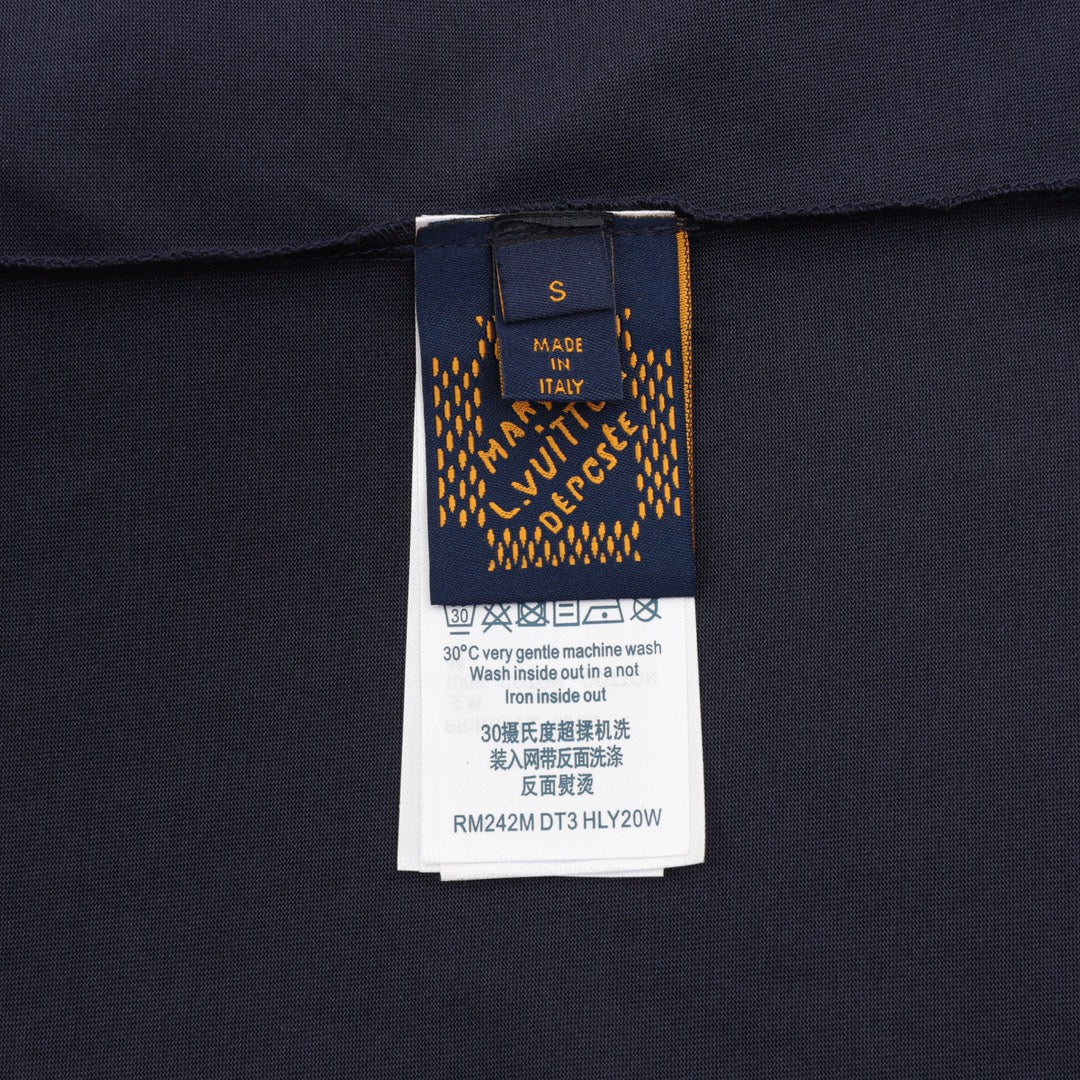 S
MADE
IN
ITALY
L.VUITTO
DÉPOSÉE
30
30°C very gentle machine wash
Wash inside out in a not
Iron inside out
30摄氏度超揉机洗
装入网带反面洗涤
反面熨烫
RM242M DT3 HLY20W